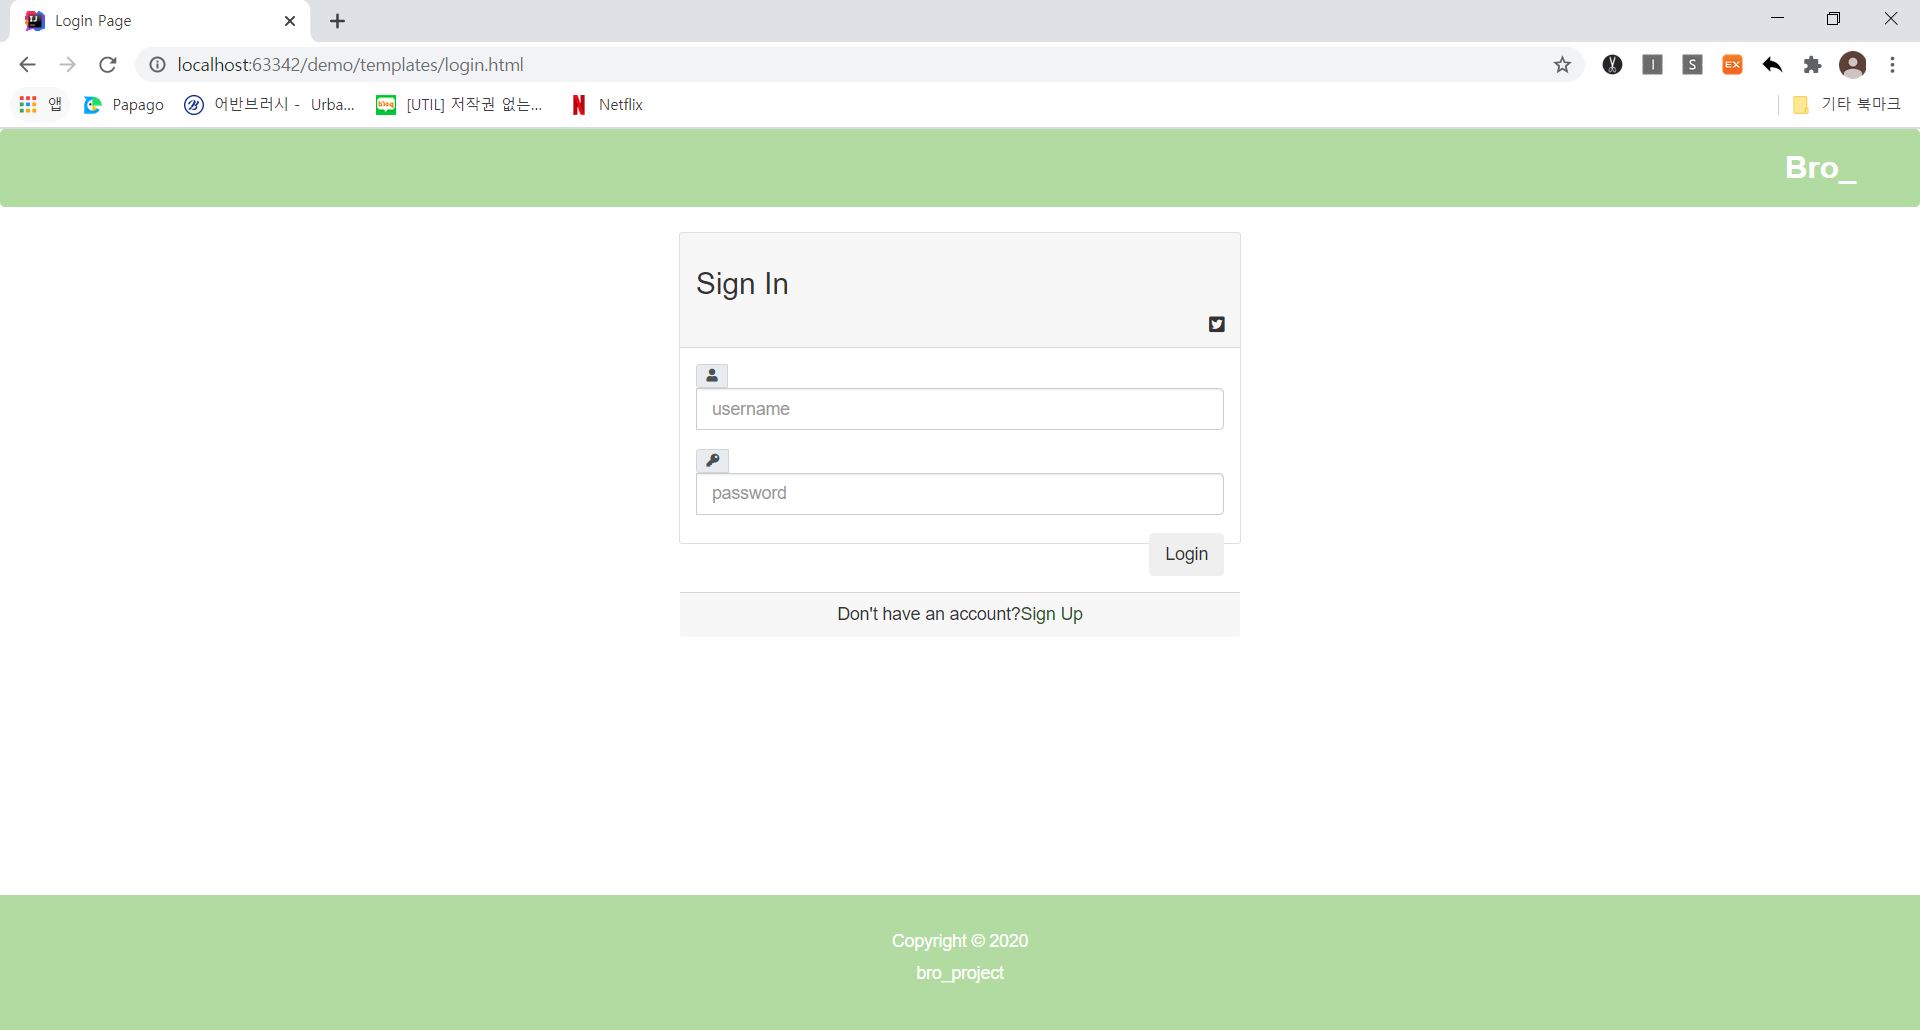 Login Page
localhost:63342/demo/templates/login.html
앱
Papago
어반브러시 - Urba...
[UTIL] 저작권 없는...
Netflix
기타 북마크
Bro_
Sign In
username
password
Login
Don't have an account?Sign Up
Copyright © 2020
bro_project